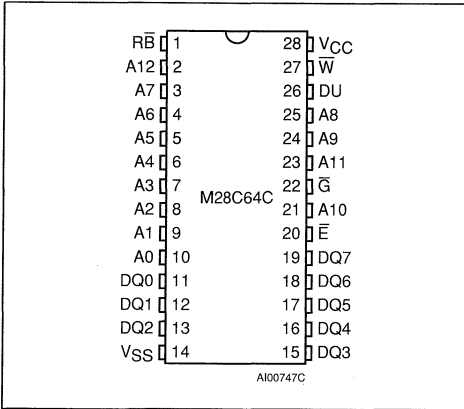 RB̅ 1 28 VCC
A12 2 27 W̅
A7 3 26 DU
A6 4 25 A8
A5 5 24 A9
A4 6 23 A11
A3 7 22 G̅
M28C64C
A2 8 21 A10
A1 9 20 E̅
A0 10 19 DQ7
DQ0 11 18 DQ6
DQ1 12 17 DQ5
DQ2 13 16 DQ4
VSS 14 15 DQ3
AI00747C